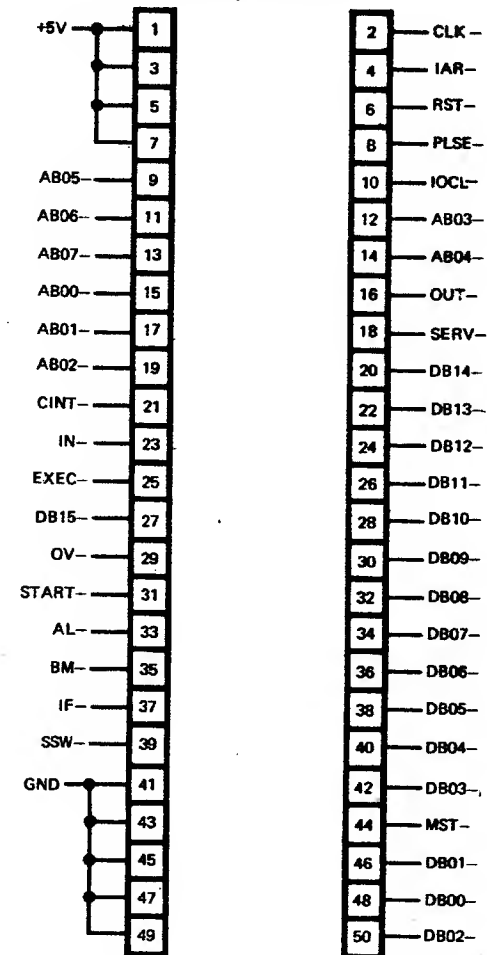 +5V 1
3
5
7
AB05– 9
AB06– 11
AB07– 13
AB00– 15
AB01– 17
AB02– 19
CINT– 21
IN– 23
EXEC– 25
DB15– 27
OV– 29
START– 31
AL– 33
BM– 35
IF– 37
SSW– 39
GND 41
43
45
47
49
2 CLK –
4 IAR–
6 RST–
8 PLSE–
10 IOCL–
12 AB03–
14 AB04–
16 OUT–
18 SERV–
20 DB14–
22 DB13–
24 DB12–
26 DB11–
28 DB10–
30 DB09–
32 DB08–
34 DB07–
36 DB06–
38 DB05–
40 DB04–
42 DB03–
44 MST–
46 DB01–
48 DB00–
50 DB02–